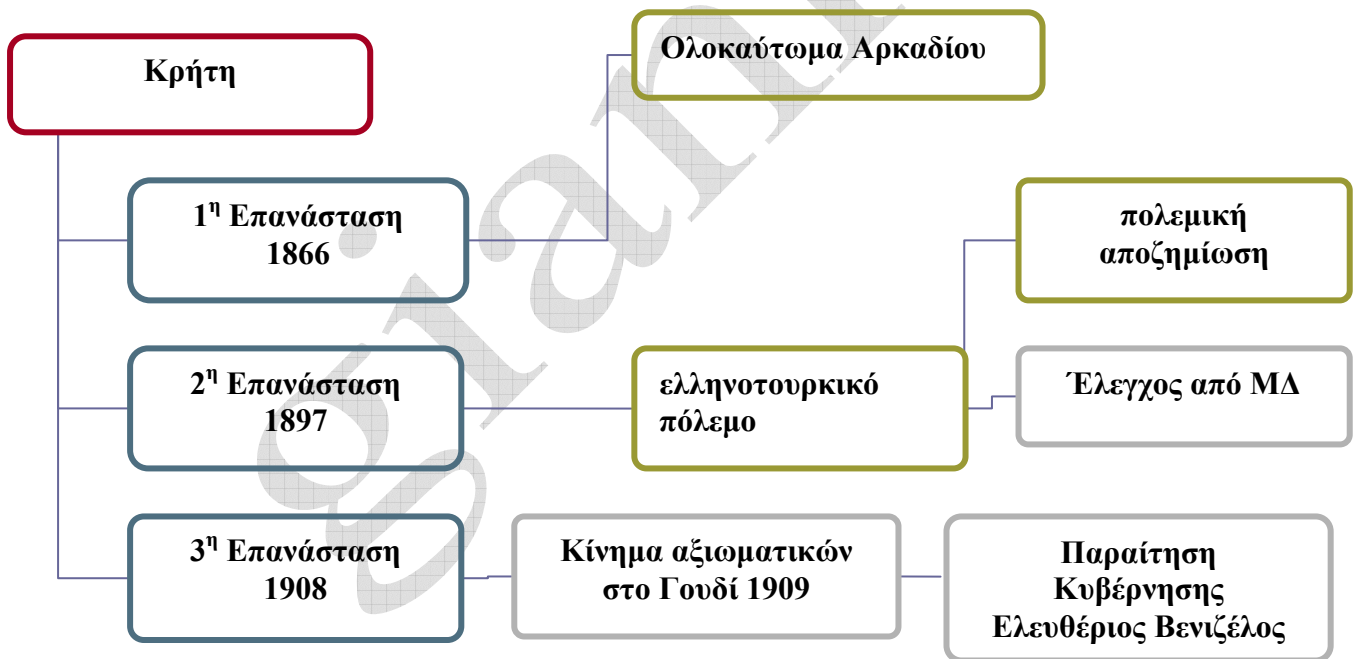 Κρήτη
Ολοκαύτωμα Αρκαδίου
1η Επανάσταση
1866
πολεμική
αποζημίωση
2η Επανάσταση
1897
ελληνοτουρκικό
πόλεμο
Έλεγχος από ΜΔ
3η Επανάσταση
1908
Κίνημα αξιωματικών
στο Γουδί 1909
Παραίτηση
Κυβέρνησης
Ελευθέριος Βενιζέλος